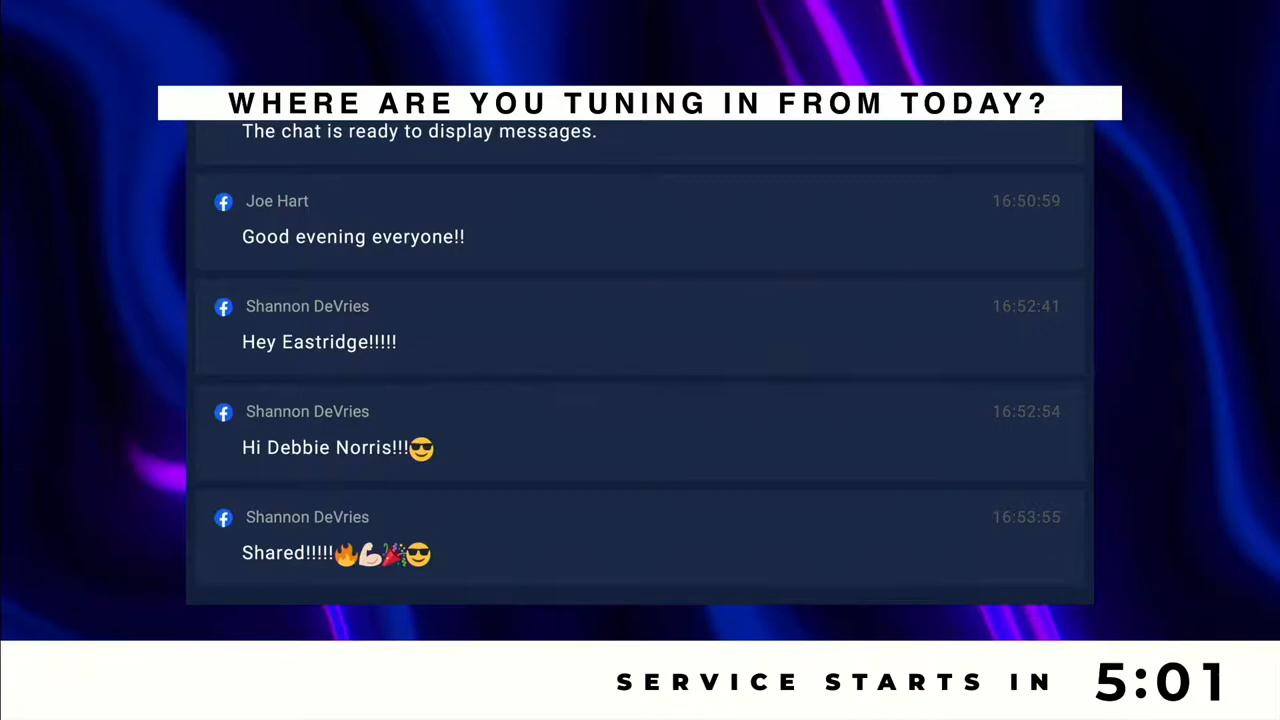 WHERE ARE YOU TUNING IN FROM TODAY?
The chat is ready to display messages.
Joe Hart 16:50:59
Good evening everyone!!
Shannon DeVries 16:52:41
Hey Eastridge!!!!!
Shannon DeVries 16:52:54
Hi Debbie Norris!!!😎
Shannon DeVries 16:53:55
Shared!!!!!🔥💪🏻🎉😎
SERVICE STARTS IN 5:01